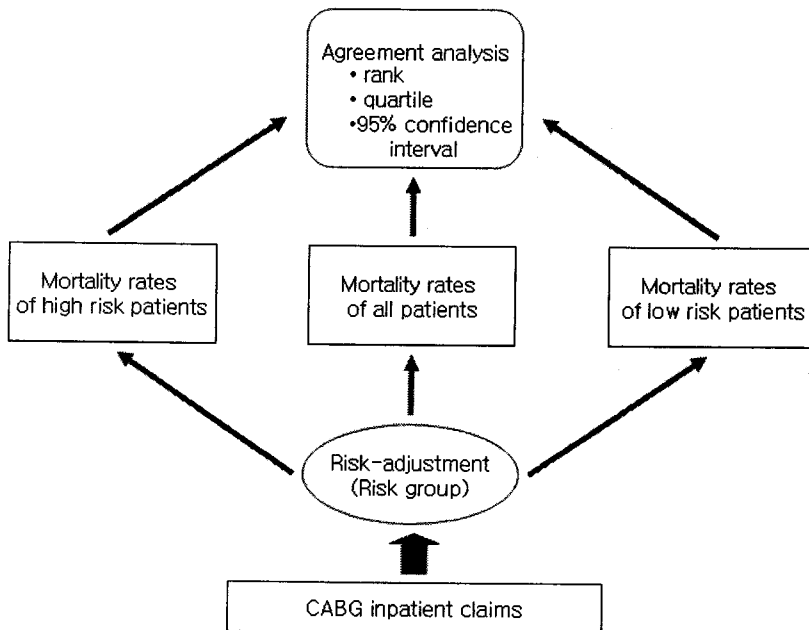 Agreement analysis
• rank
• quartile
•95% confidence
interval
Mortality rates
of high risk patients
Mortality rates
of all patients
Mortality rates
of low risk patients
Risk-adjustment
(Risk group)
CABG inpatient claims